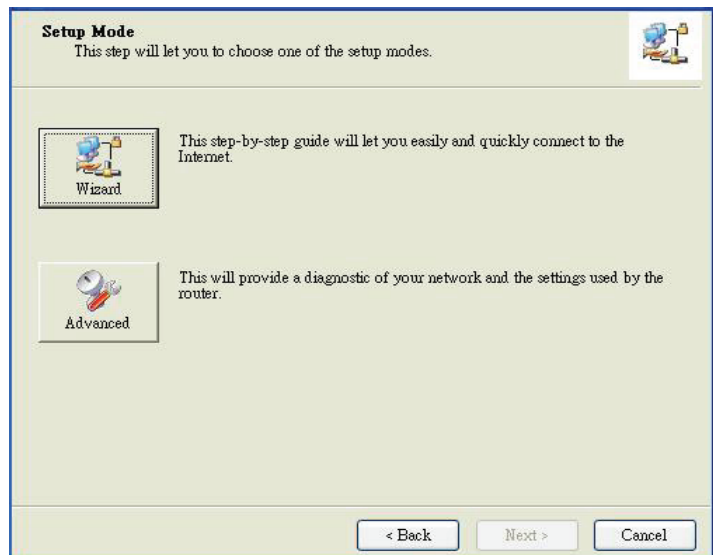 Setup Mode
This step will let you to choose one of the setup modes.
Wizard
This step-by-step guide will let you easily and quickly connect to the
Internet.
Advanced
This will provide a diagnostic of your network and the settings used by the
router.
< Back
Next >
Cancel